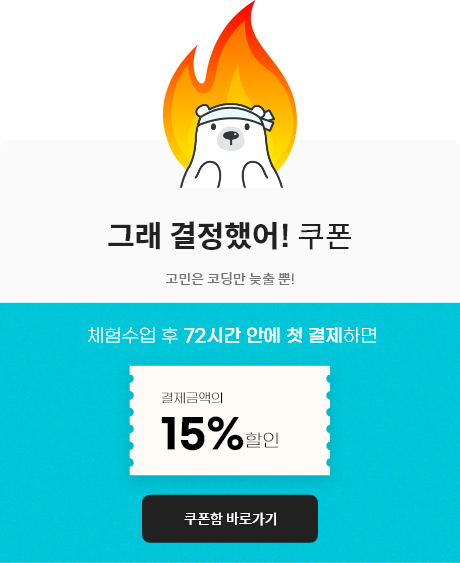 그래 결정했어! 쿠폰
고민은 코딩만 늦출 뿐!
체험수업 후 72시간 안에 첫 결제하면
결제금액의
15%할인
쿠폰함 바로가기